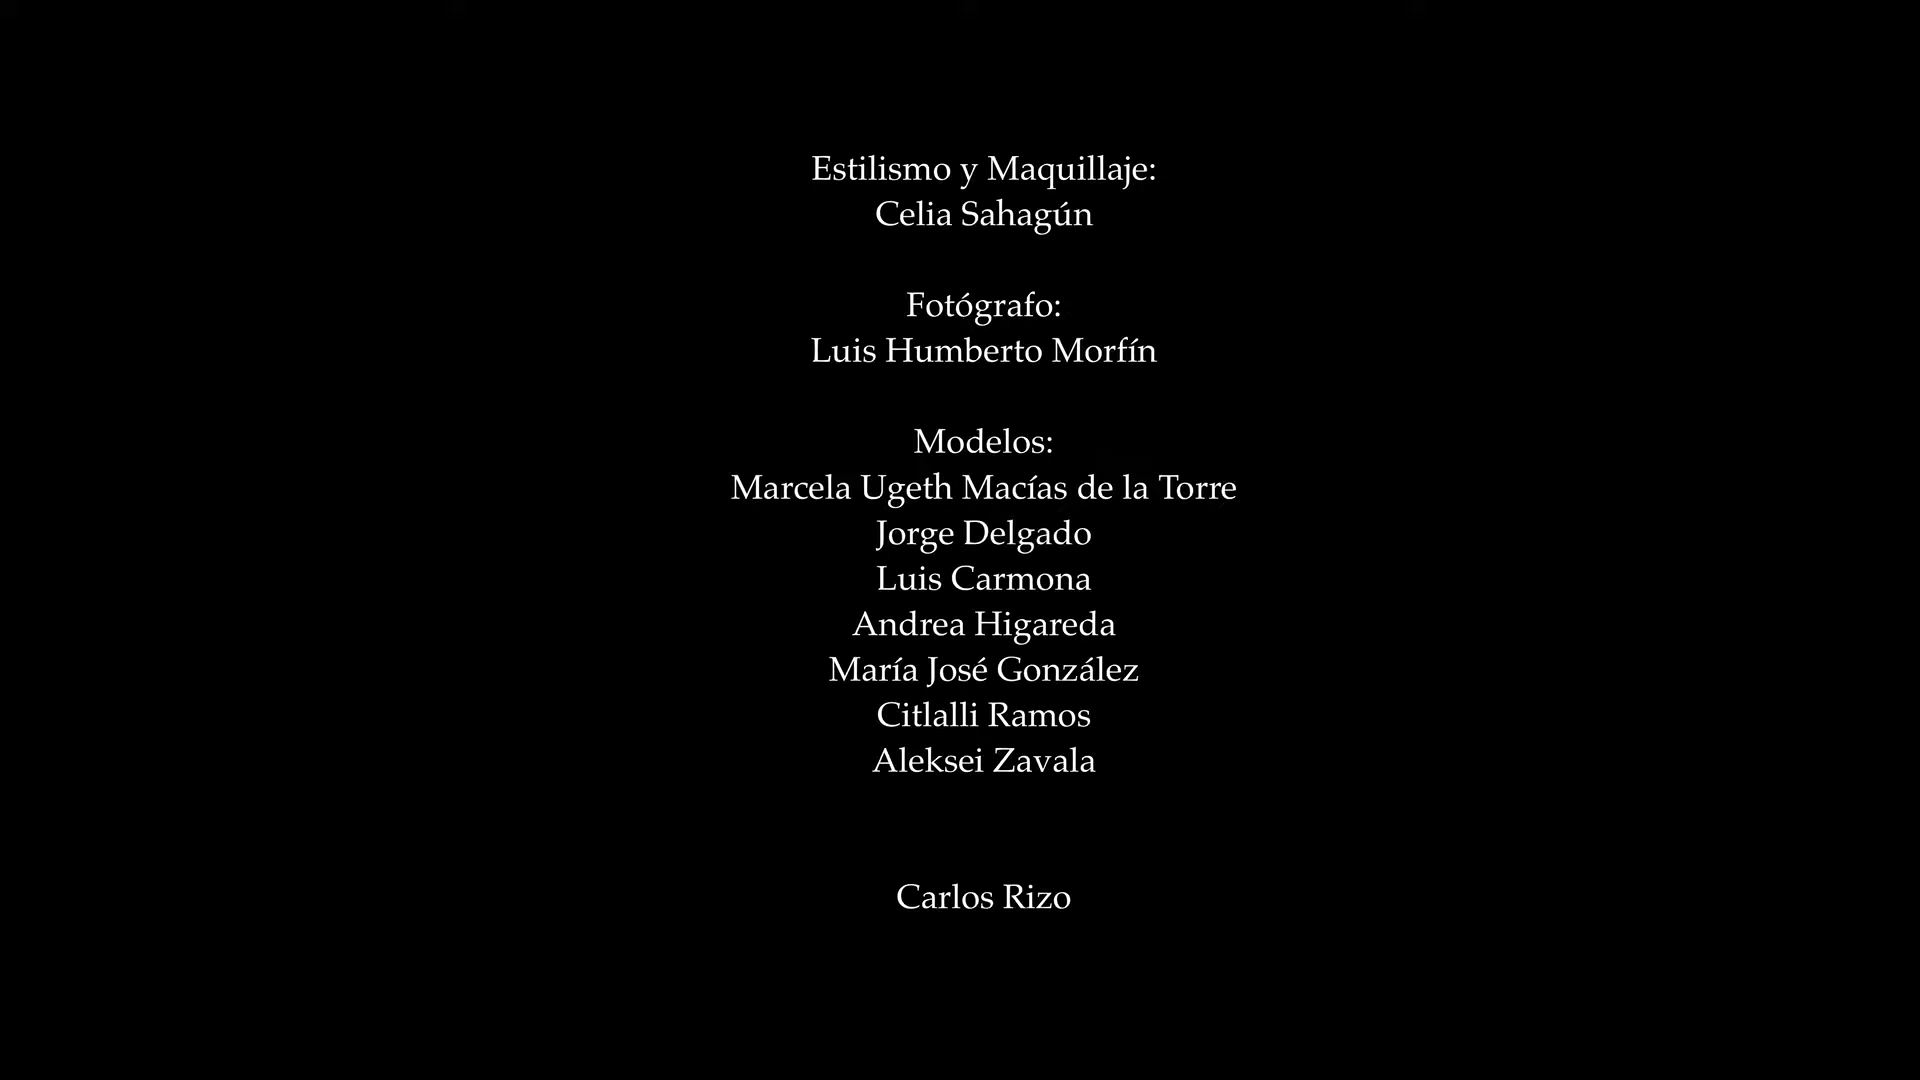 Estilismo y Maquillaje:
Celia Sahagún
Fotógrafo:
Luis Humberto Morfín
Modelos:
Marcela Ugeth Macías de la Torre
Jorge Delgado
Luis Carmona
Andrea Higareda
María José González
Citlalli Ramos
Aleksei Zavala
Carlos Rizo